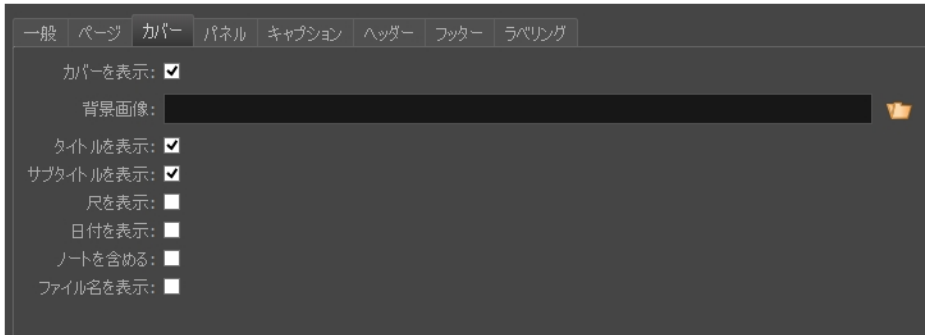 一般 ページ カバー パネル キャプション ヘッダー フッター ラベリング
カバーを表示:
背景画像:
タイトルを表示:
サブタイトルを表示:
尺を表示:
日付を表示:
ノートを含める:
ファイル名を表示: